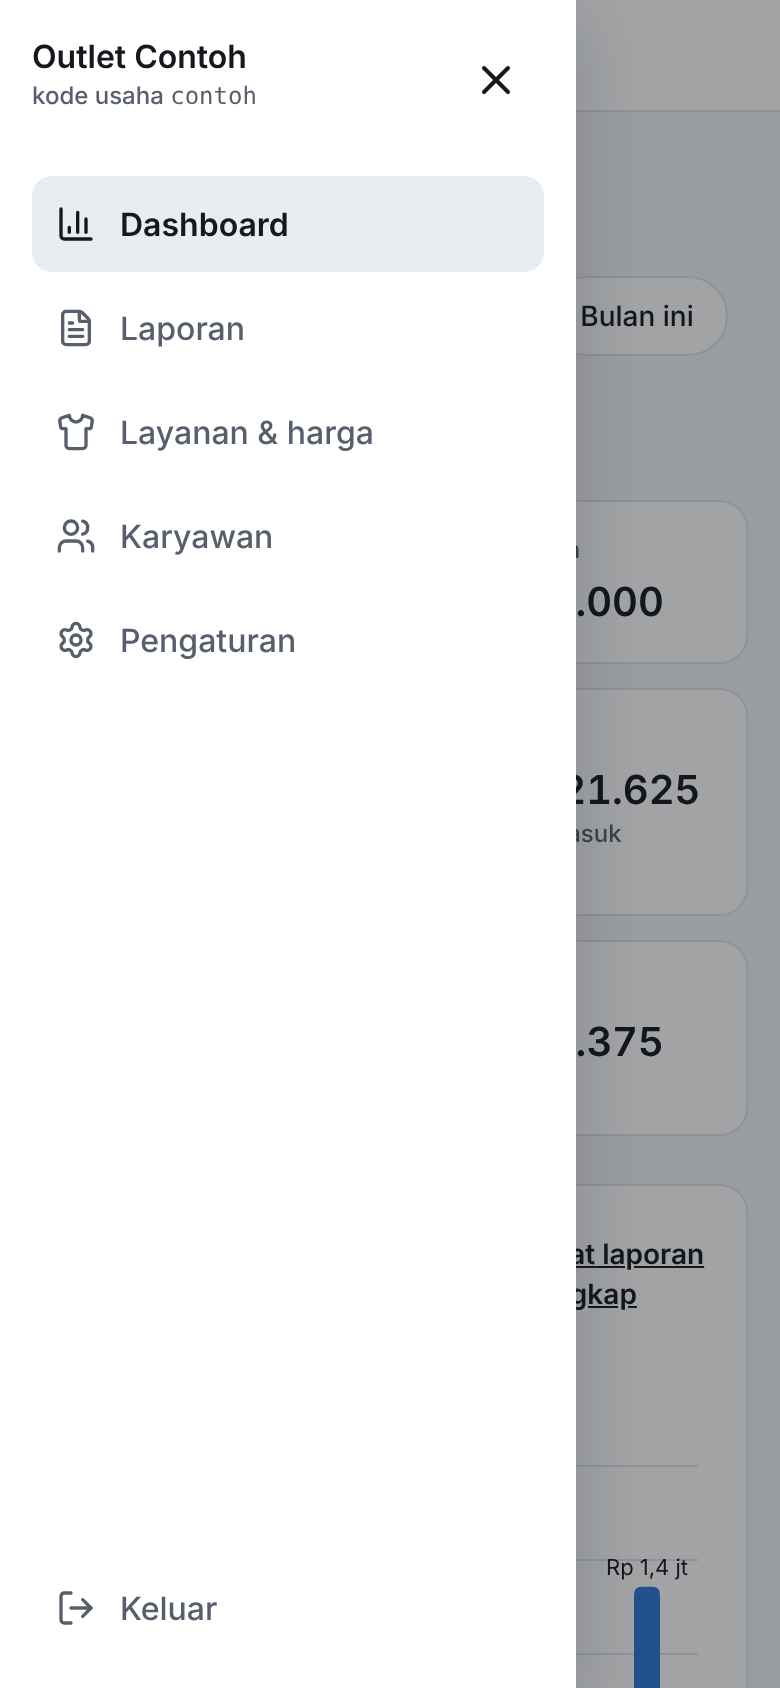 Outlet Contoh
kode usaha contoh
Dashboard
Laporan
Layanan & harga
Karyawan
Pengaturan
Keluar
Bulan ini
.000
21.625
asuk
.375
at laporan
gkap
Rp 1,4 jt